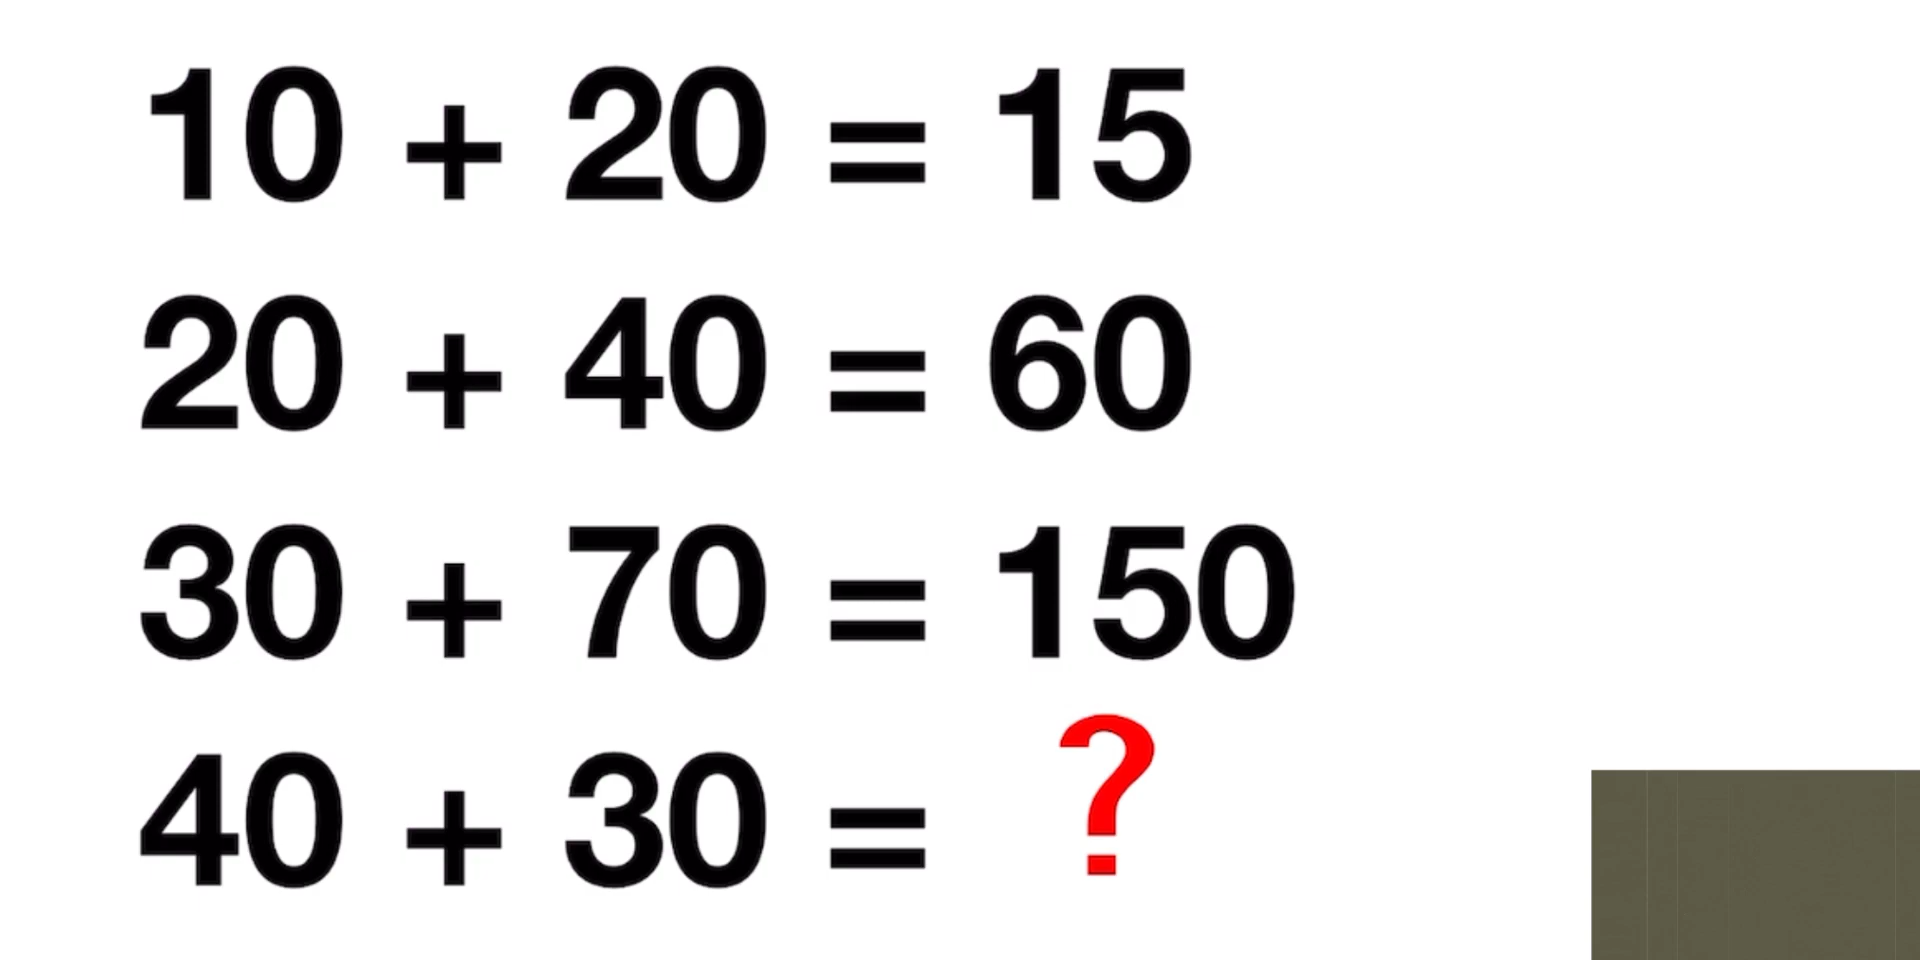 10 + 20 = 15
20 + 40 = 60
30 + 70 = 150
40 + 30 = ?